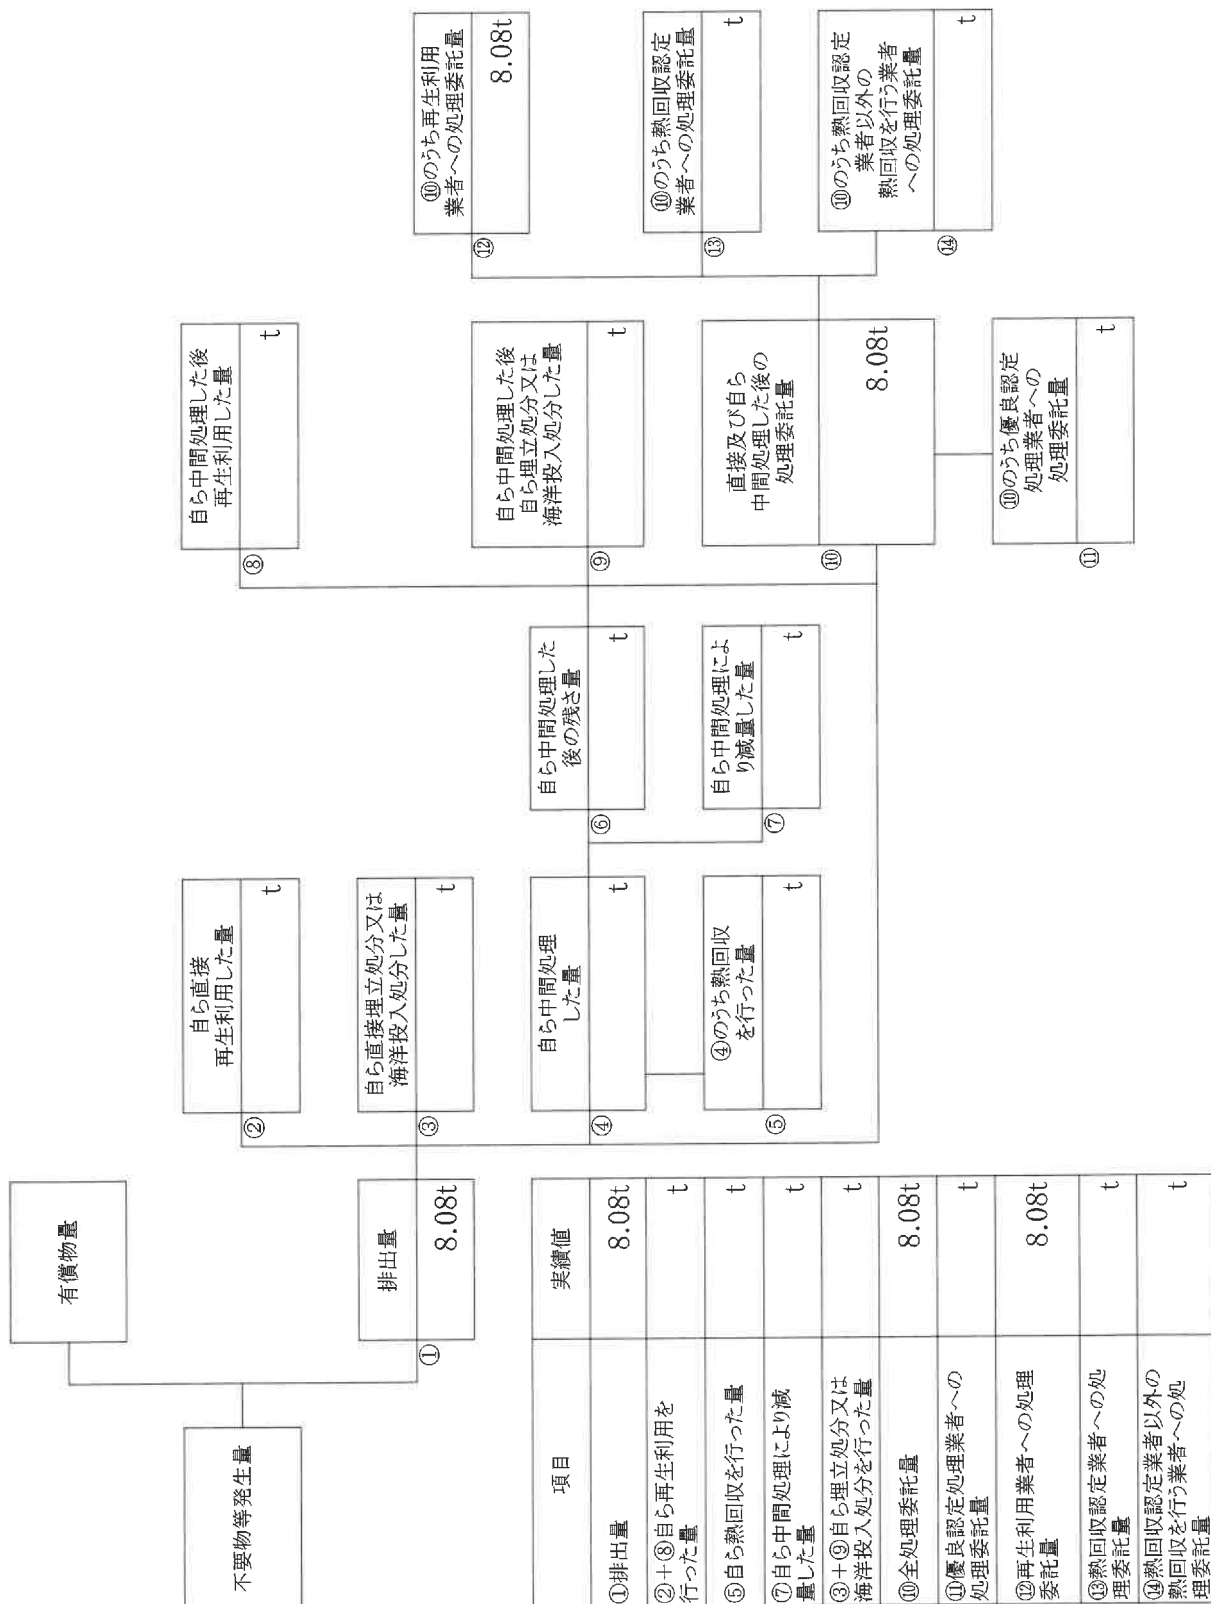 不要物等発生量
有償物量
排出量
① 8.08t
自ら直接
再生利用した量
② t
自ら直接埋立処分又は
海洋投入処分した量
③ t
自ら中間処理
した量
④ t
④のうち熱回収
を行った量
⑤ t
自ら中間処理した
後の残さ量
⑥ t
自ら中間処理によ
り減量した量
⑦ t
自ら中間処理した後
再生利用した量
⑧ t
自ら中間処理した後
自ら埋立処分又は
海洋投入処分した量
⑨ t
直接及び自ら
中間処理した後の
処理委託量
⑩ 8.08t
⑩のうち優良認定
処理業者への
処理委託量
⑪ t
⑩のうち再生利用
業者への処理委託量
⑫ 8.08t
⑩のうち熱回収認定
業者への処理委託量
⑬ t
⑩のうち熱回収認定
業者以外の
熱回収を行う業者
への処理委託量
⑭ t
項目 実績値
①排出量 8.08t
②+⑧自ら再生利用を
行った量 t
⑤自ら熱回収を行った量 t
⑦自ら中間処理により減
量した量 t
③+⑨自ら埋立処分又は
海洋投入処分を行った量 t
⑩全処理委託量 8.08t
⑪優良認定処理業者への
処理委託量 t
⑫再生利用業者への処理
委託量 8.08t
⑬熱回収認定業者への処
理委託量 t
⑭熱回収認定業者以外の
熱回収を行う業者への処
理委託量 t